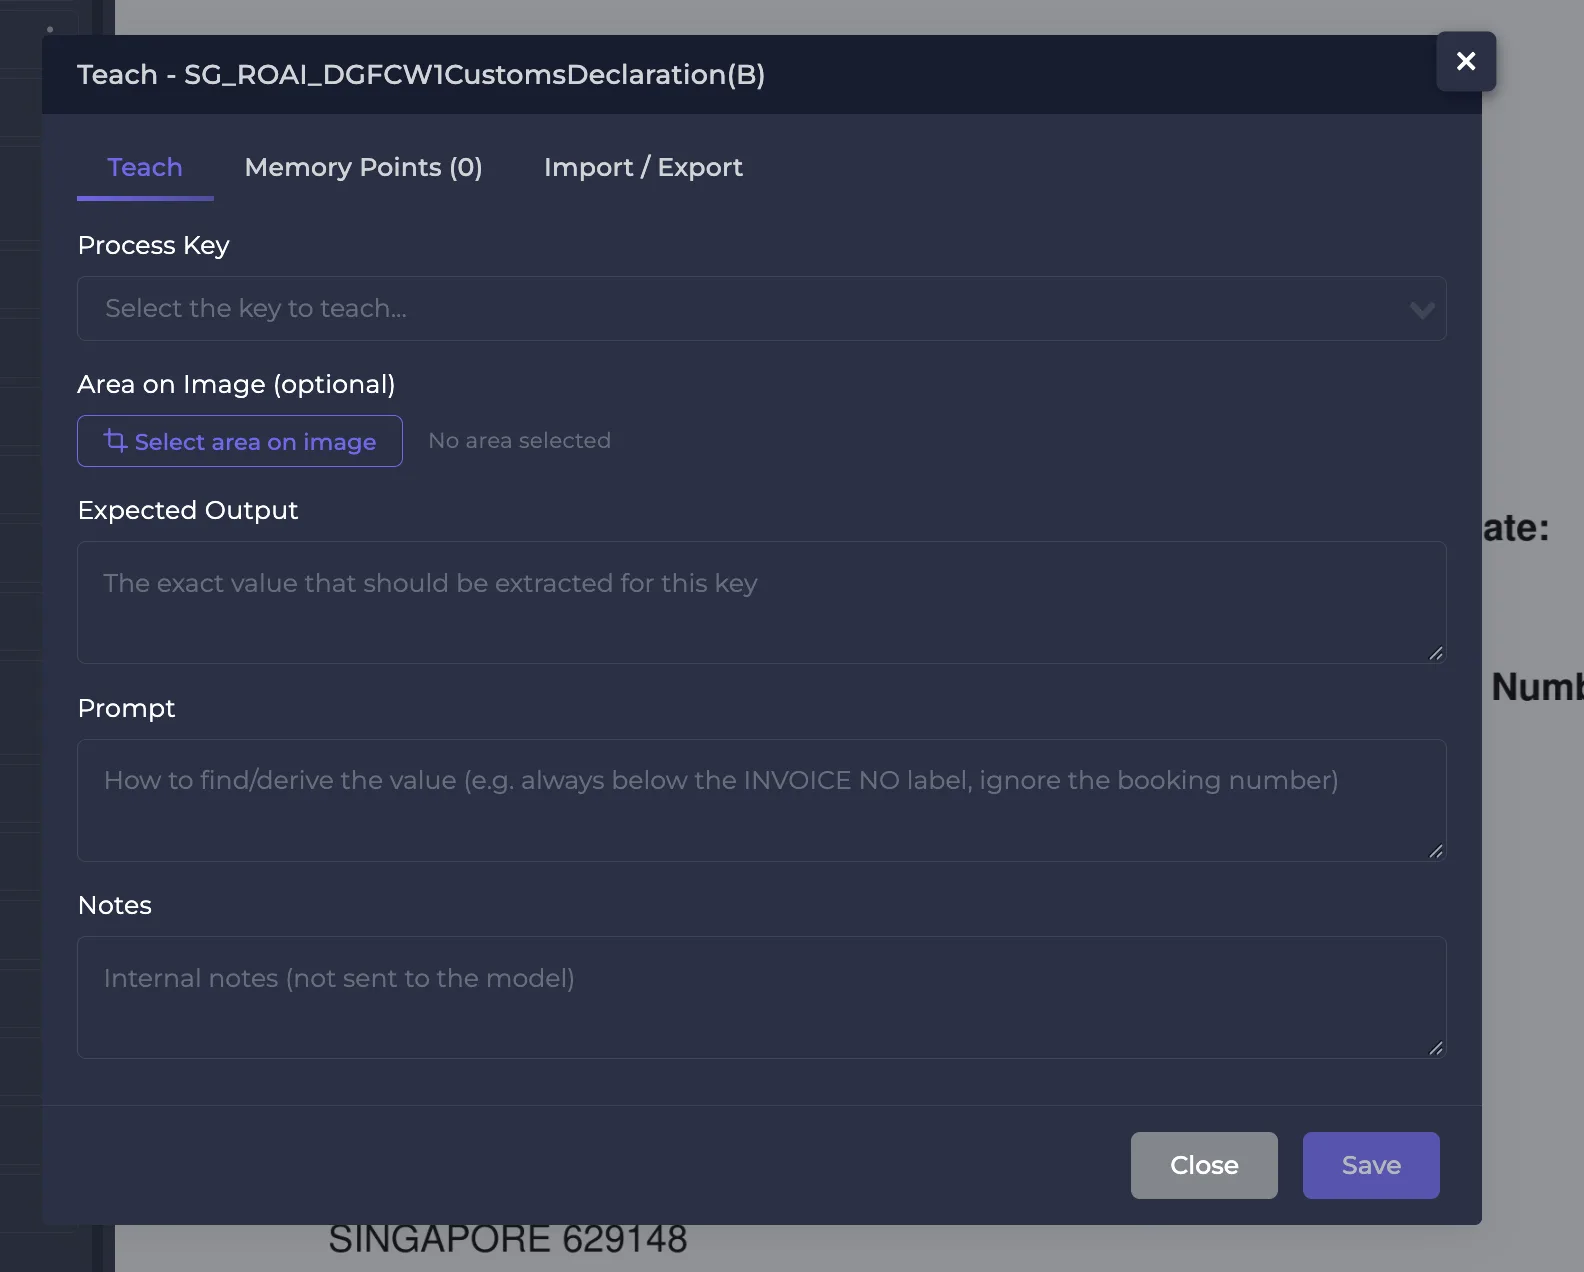 Teach - SG_ROAI_DGFCW1CustomsDeclaration(B)
Teach
Memory Points (0)
Import / Export
Process Key
Select the key to teach...
Area on Image (optional)
Select area on image
No area selected
Expected Output
The exact value that should be extracted for this key
ate:
Prompt
Numb
How to find/derive the value (e.g. always below the INVOICE NO label, ignore the booking number)
Notes
Internal notes (not sent to the model)
Close
Save
SINGAPORE 629148